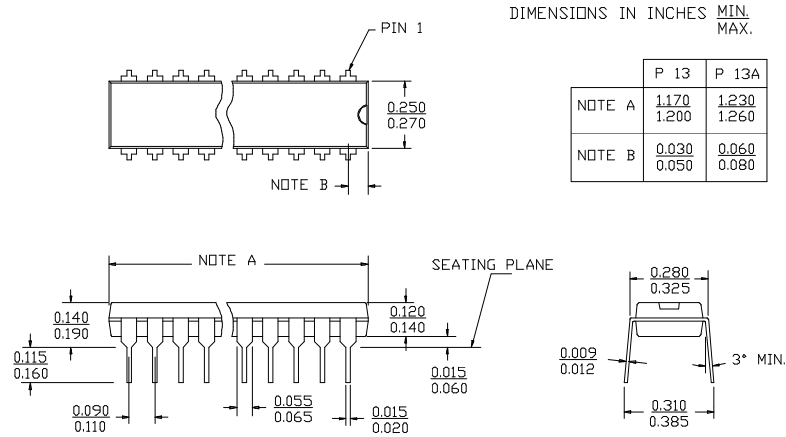 DIMENSIONS IN INCHES MIN.
MAX.
PIN 1
P 13 P 13A
NOTE A 1.170 1.230
1.200 1.260
NOTE B 0.030 0.060
0.050 0.080
0.250
0.270
NOTE B
NOTE A
SEATING PLANE
0.280
0.325
0.140
0.190
0.120
0.140
0.115
0.160
0.015
0.060
0.009
0.012
3° MIN.
0.090
0.110
0.055
0.065
0.015
0.020
0.310
0.385